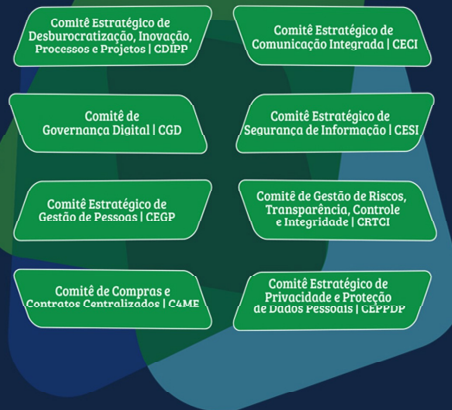 Comitê Estratégico de
Desburocratização, Inovação,
Processos e Projetos | CDIPP
Comitê Estratégico de
Comunicação Integrada | CECI
Comitê de
Governança Digital | CGD
Comitê Estratégico de
Segurança de Informação | CESI
Comitê Estratégico de
Gestão de Pessoas | CEGP
Comitê de Gestão de Riscos,
Transparência, Controle
e Integridade | CRTCI
Comitê de Compras e
Contratos Centralizados | C4ME
Comitê Estratégico de
Privacidade e Proteção
de Dados Pessoais | CEPPDP